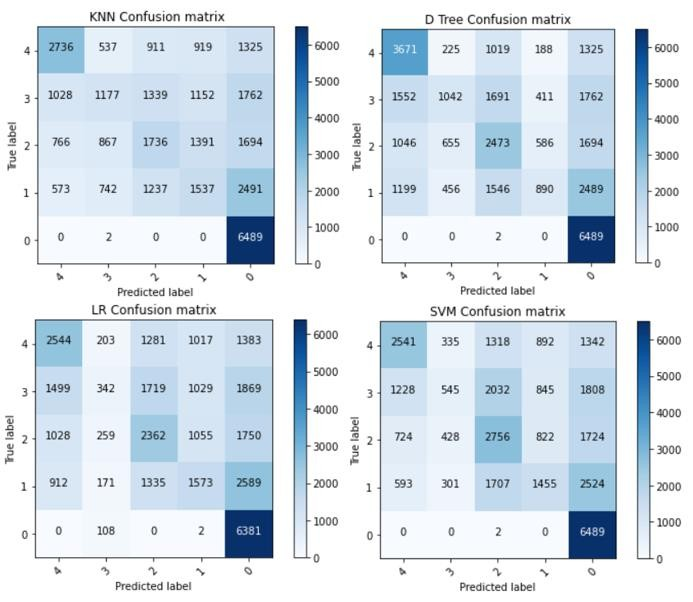 KNN Confusion matrix
True label
4 2736 537 911 919 1325
3 1028 1177 1339 1152 1762
2 766 867 1736 1391 1694
1 573 742 1237 1537 2491
0 0 2 0 0 6489
4 3 2 1 0
Predicted label
6000
5000
4000
3000
2000
1000
0
D Tree Confusion matrix
True label
4 3671 225 1019 188 1325
3 1552 1042 1691 411 1762
2 1046 655 2473 586 1694
1 1199 456 1546 890 2489
0 0 0 2 0 6489
4 3 2 1 0
Predicted label
6000
5000
4000
3000
2000
1000
0
LR Confusion matrix
True label
4 2544 203 1281 1017 1383
3 1499 342 1719 1029 1869
2 1028 259 2362 1055 1750
1 912 171 1335 1573 2589
0 0 108 0 2 6381
4 3 2 1 0
Predicted label
6000
5000
4000
3000
2000
1000
0
SVM Confusion matrix
True label
4 2541 335 1318 892 1342
3 1228 545 2032 845 1808
2 724 428 2756 822 1724
1 593 301 1707 1455 2524
0 0 0 2 0 6489
4 3 2 1 0
Predicted label
6000
5000
4000
3000
2000
1000
0